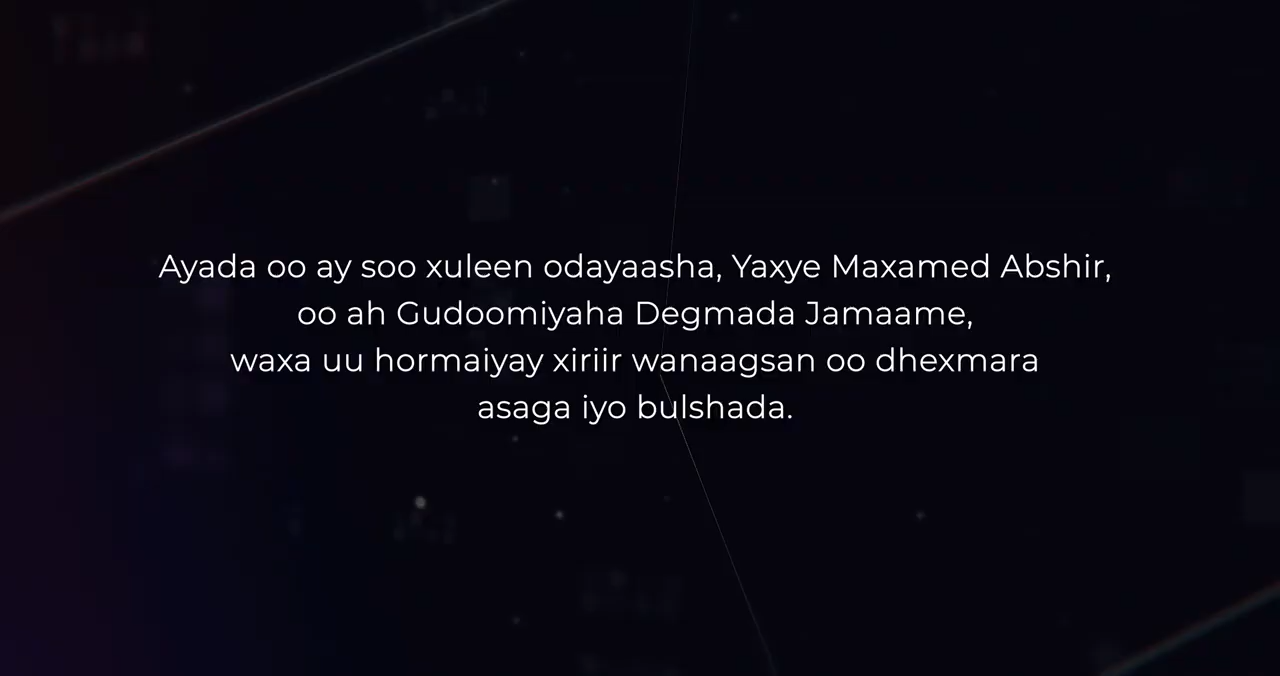 Ayada oo ay soo xuleen odayaasha, Yaxye Maxamed Abshir,
oo ah Gudoomiyaha Degmada Jamaame,
waxa uu hormaiyay xiriir wanaagsan oo dhexmara
asaga iyo bulshada.